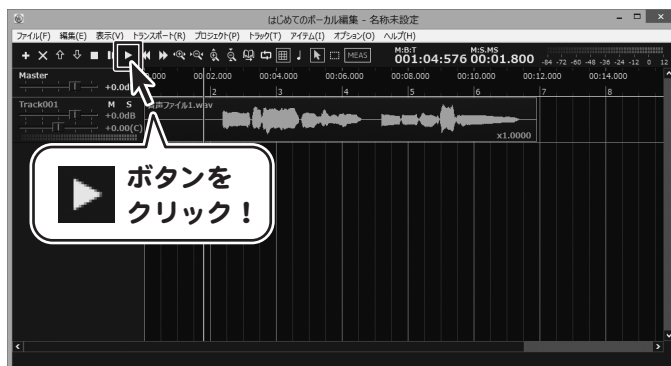 はじめてのボーカル編集 - 名称未設定
ファイル(F) 編集(E) 表示(V) トランスポート(R) プロジェクト(P) トラック(T) アイテム(I) オプション(O) ヘルプ(H)
MEAS
M:B:T M:S.MS
001:04:576 00:01.800
-84 -72 -60 -48 -36 -24 -12 0 12
Master
+0.0d
00:02.000 00:04.000 00:06.000 00:08.000 00:10.000 00:12.000 00:14.000
2 3 4 5 6 7 8
Track001 M S
声ファイル1.wav
+0.0dB
+0.00(C)
x1.0000
ボタンを
クリック！